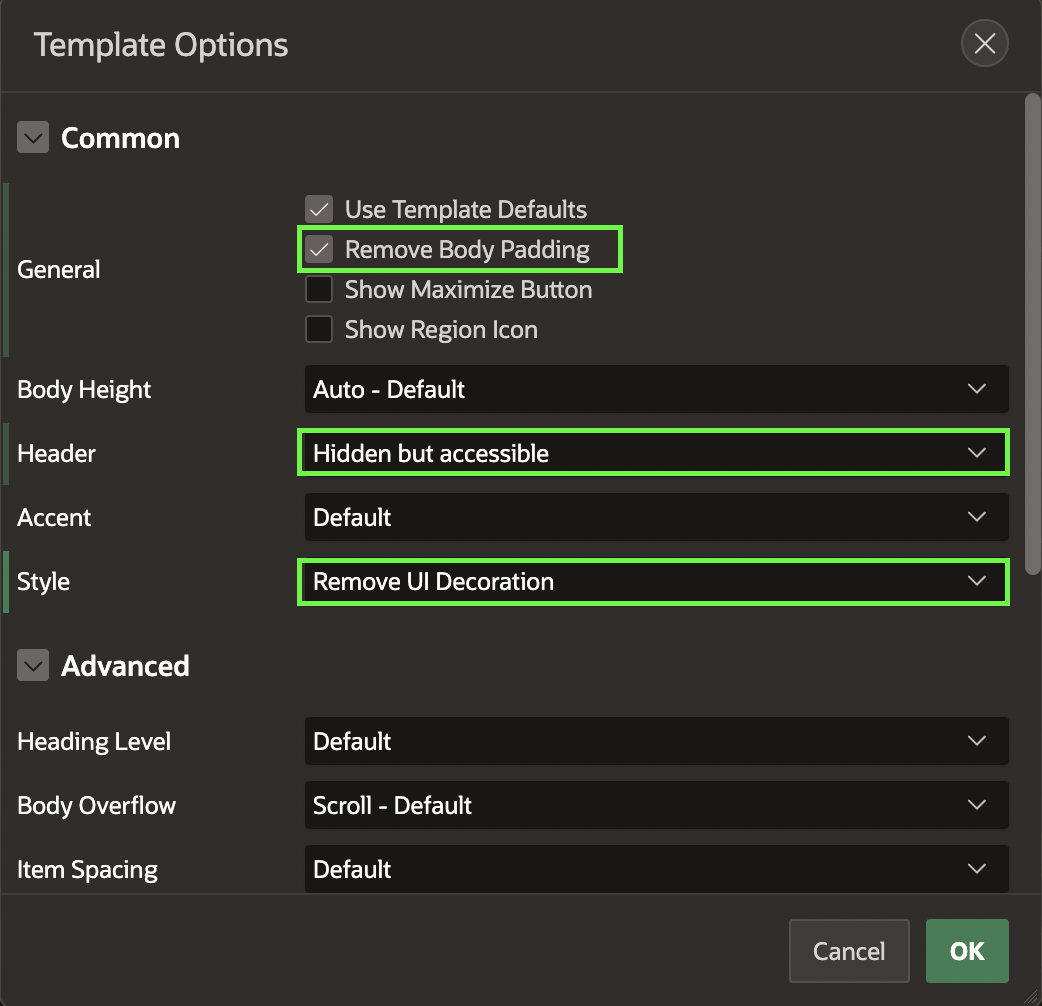 Template Options
Common
General
Use Template Defaults
Remove Body Padding
Show Maximize Button
Show Region Icon
Body Height
Auto - Default
Header
Hidden but accessible
Accent
Default
Style
Remove UI Decoration
Advanced
Heading Level
Default
Body Overflow
Scroll - Default
Item Spacing
Default
Cancel
OK